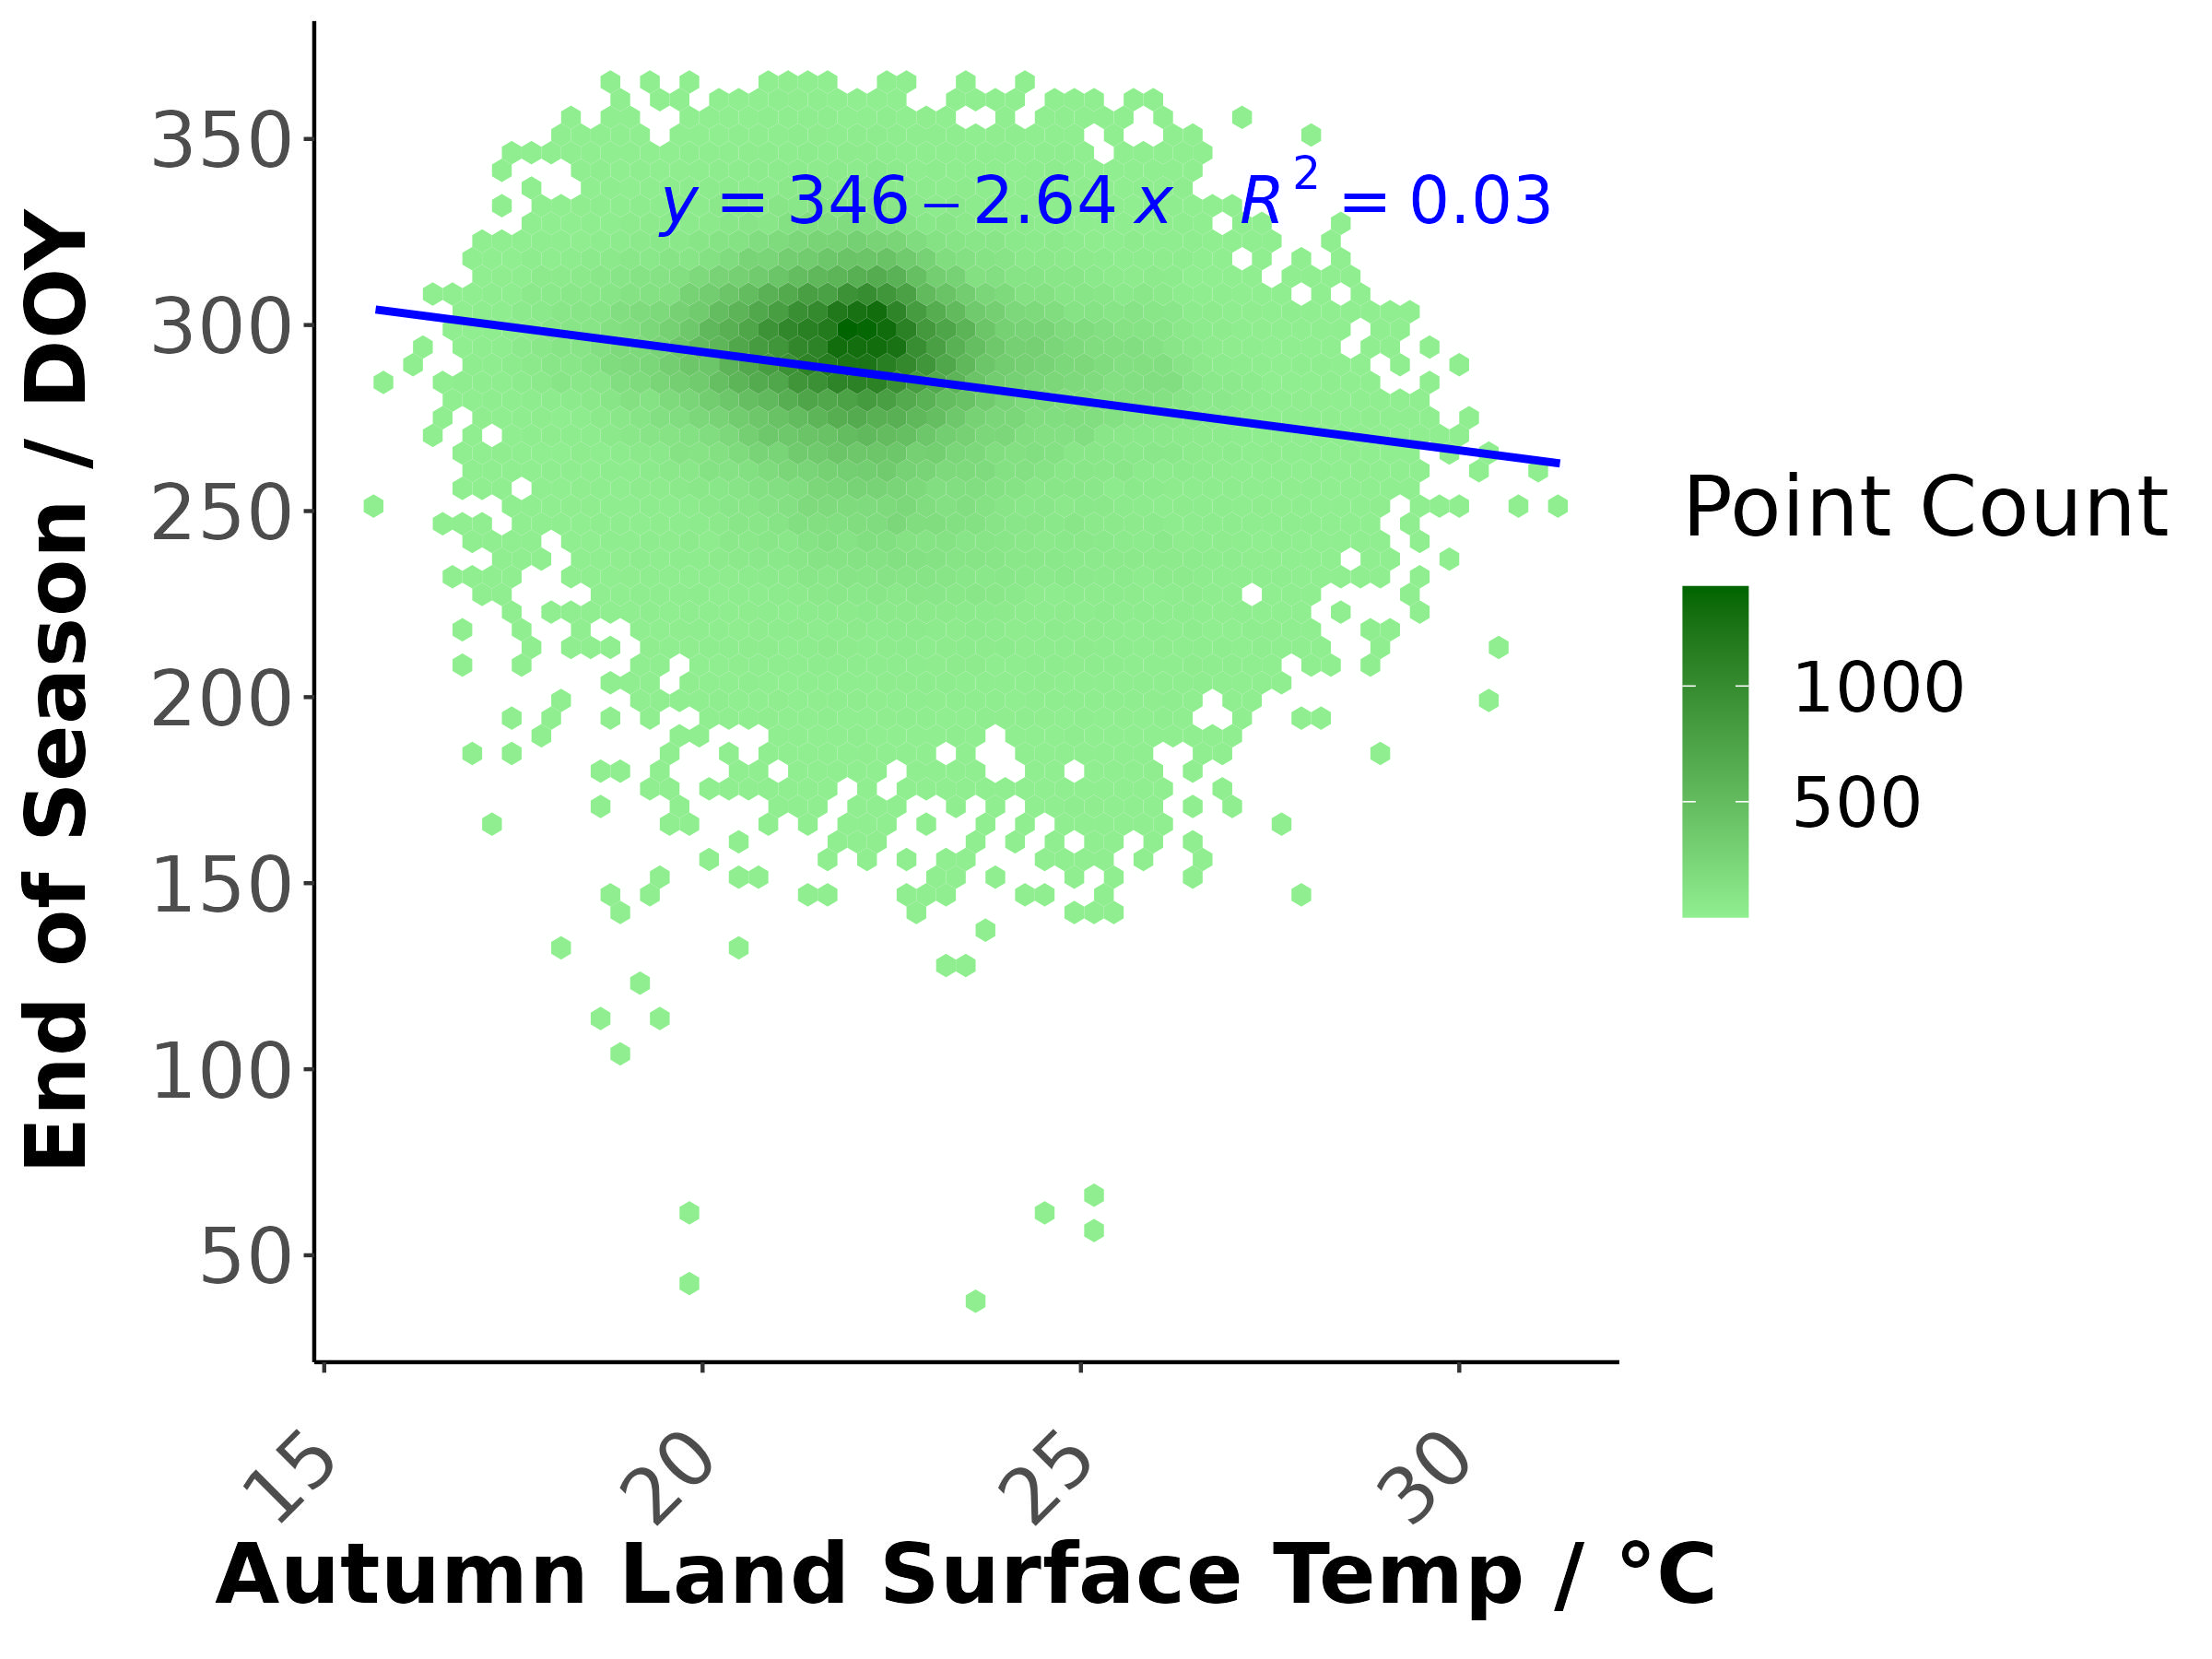 y = 346 − 2.64 x R² = 0.03
End of Season / DOY
350
300
250
200
150
100
50
15 20 25 30
Autumn Land Surface Temp / °C
Point Count
1000
500